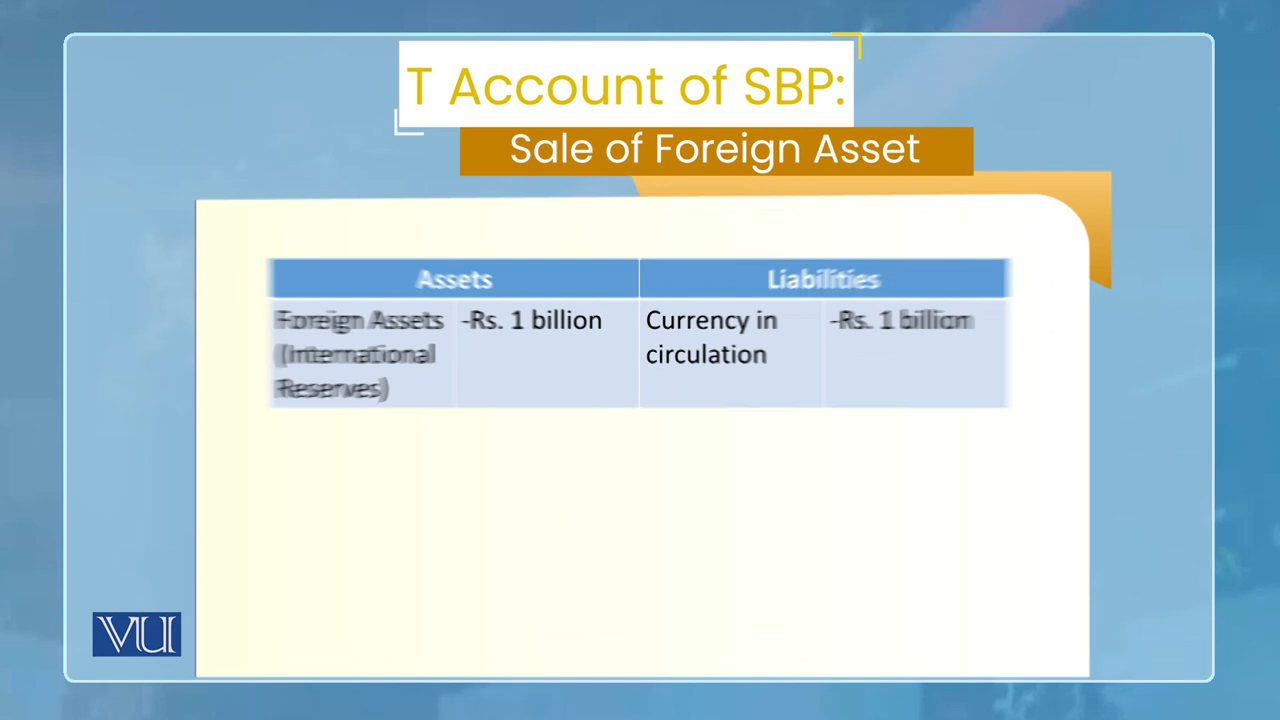 T Account of SBP:
Sale of Foreign Asset
Assets Liabilities
Foreign Assets -Rs. 1 billion Currency in -Rs. 1 billion
(International circulation
Reserves)
VU